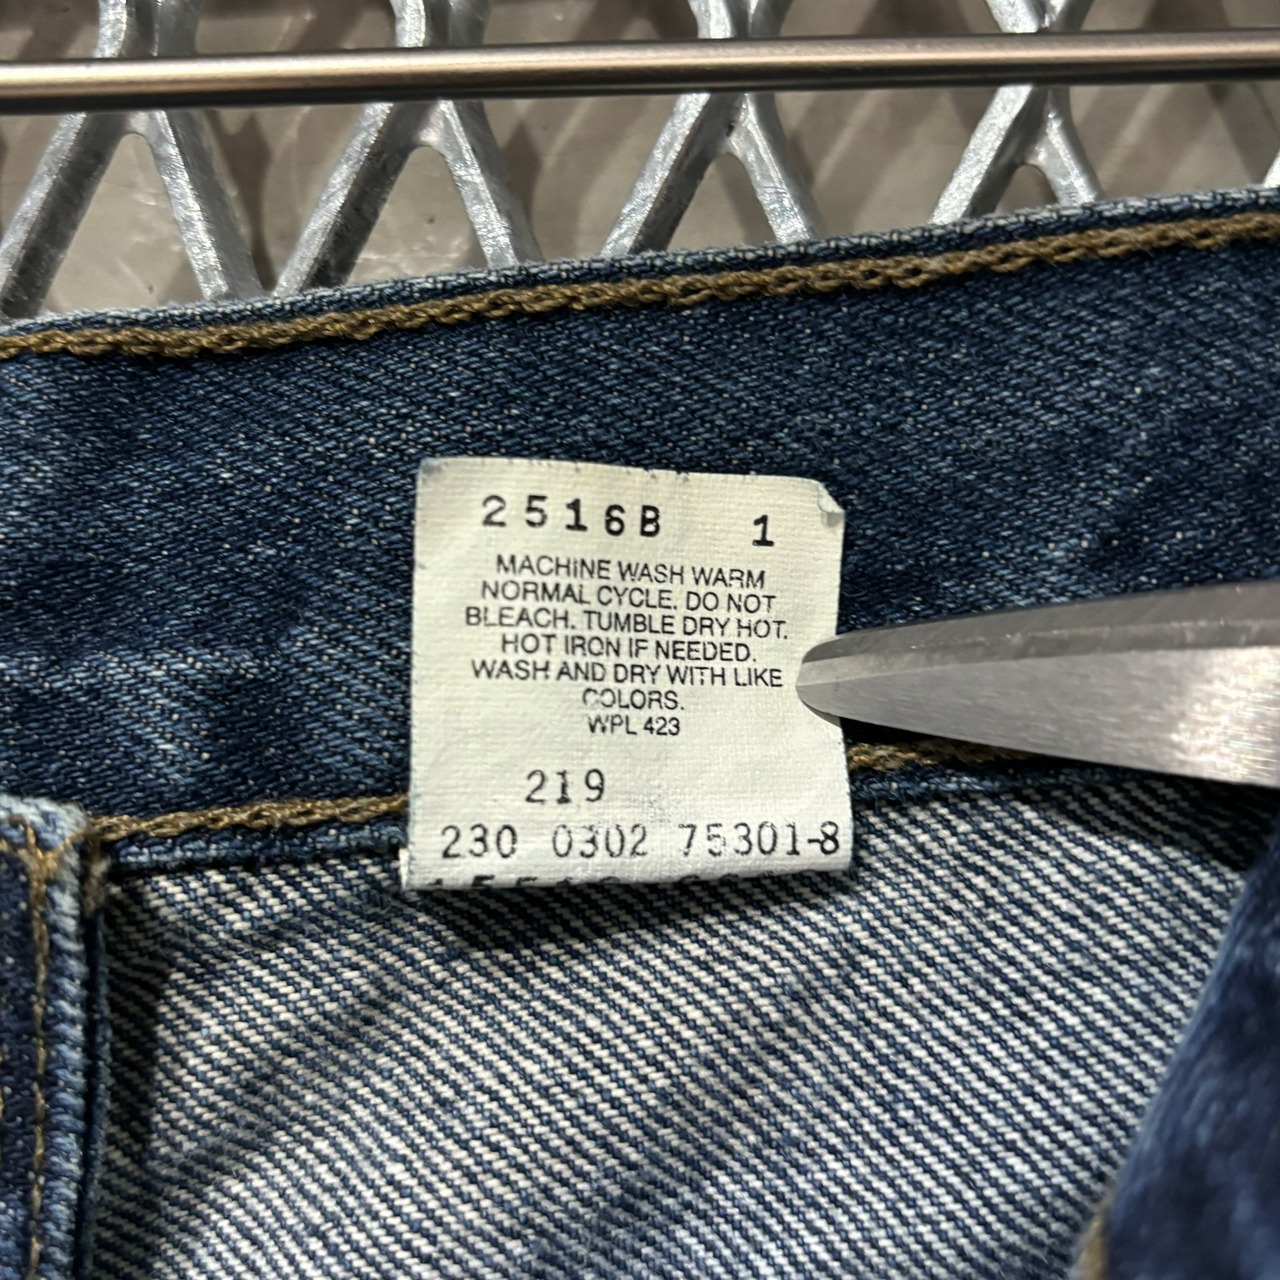 2516B 1
MACHINE WASH WARM
NORMAL CYCLE. DO NOT
BLEACH. TUMBLE DRY HOT.
HOT IRON IF NEEDED.
WASH AND DRY WITH LIKE
COLORS.
WPL 423
219
230 0302 75301-8